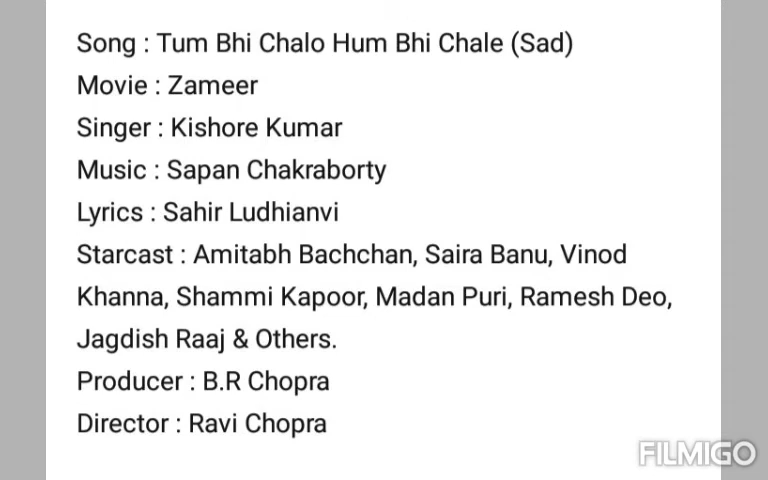 Song : Tum Bhi Chalo Hum Bhi Chale (Sad)
Movie : Zameer
Singer : Kishore Kumar
Music : Sapan Chakraborty
Lyrics : Sahir Ludhianvi
Starcast : Amitabh Bachchan, Saira Banu, Vinod
Khanna, Shammi Kapoor, Madan Puri, Ramesh Deo,
Jagdish Raaj & Others.
Producer : B.R Chopra
Director : Ravi Chopra
FILMIGO